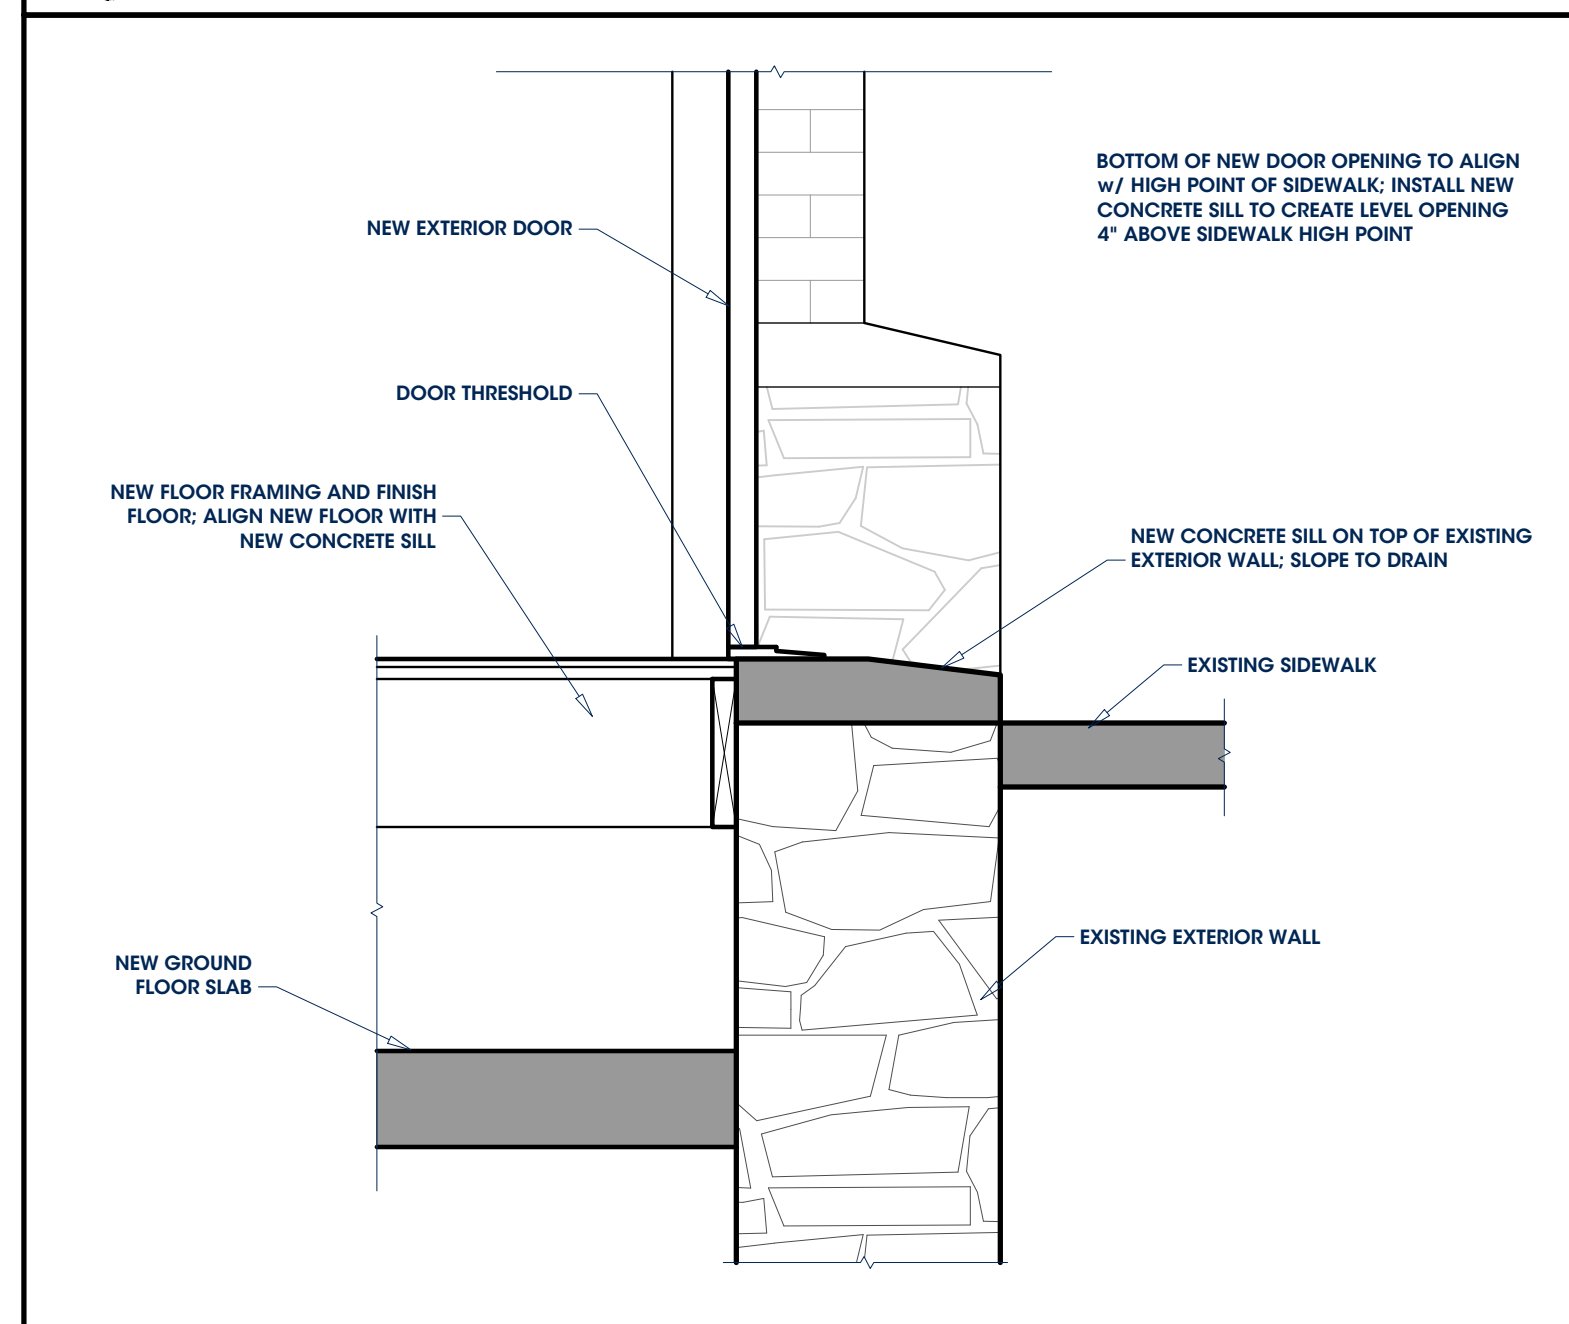 BOTTOM OF NEW DOOR OPENING TO ALIGN
w/ HIGH POINT OF SIDEWALK; INSTALL NEW
CONCRETE SILL TO CREATE LEVEL OPENING
4" ABOVE SIDEWALK HIGH POINT
NEW EXTERIOR DOOR
DOOR THRESHOLD
NEW FLOOR FRAMING AND FINISH
FLOOR; ALIGN NEW FLOOR WITH
NEW CONCRETE SILL
NEW CONCRETE SILL ON TOP OF EXISTING
EXTERIOR WALL; SLOPE TO DRAIN
EXISTING SIDEWALK
EXISTING EXTERIOR WALL
NEW GROUND
FLOOR SLAB